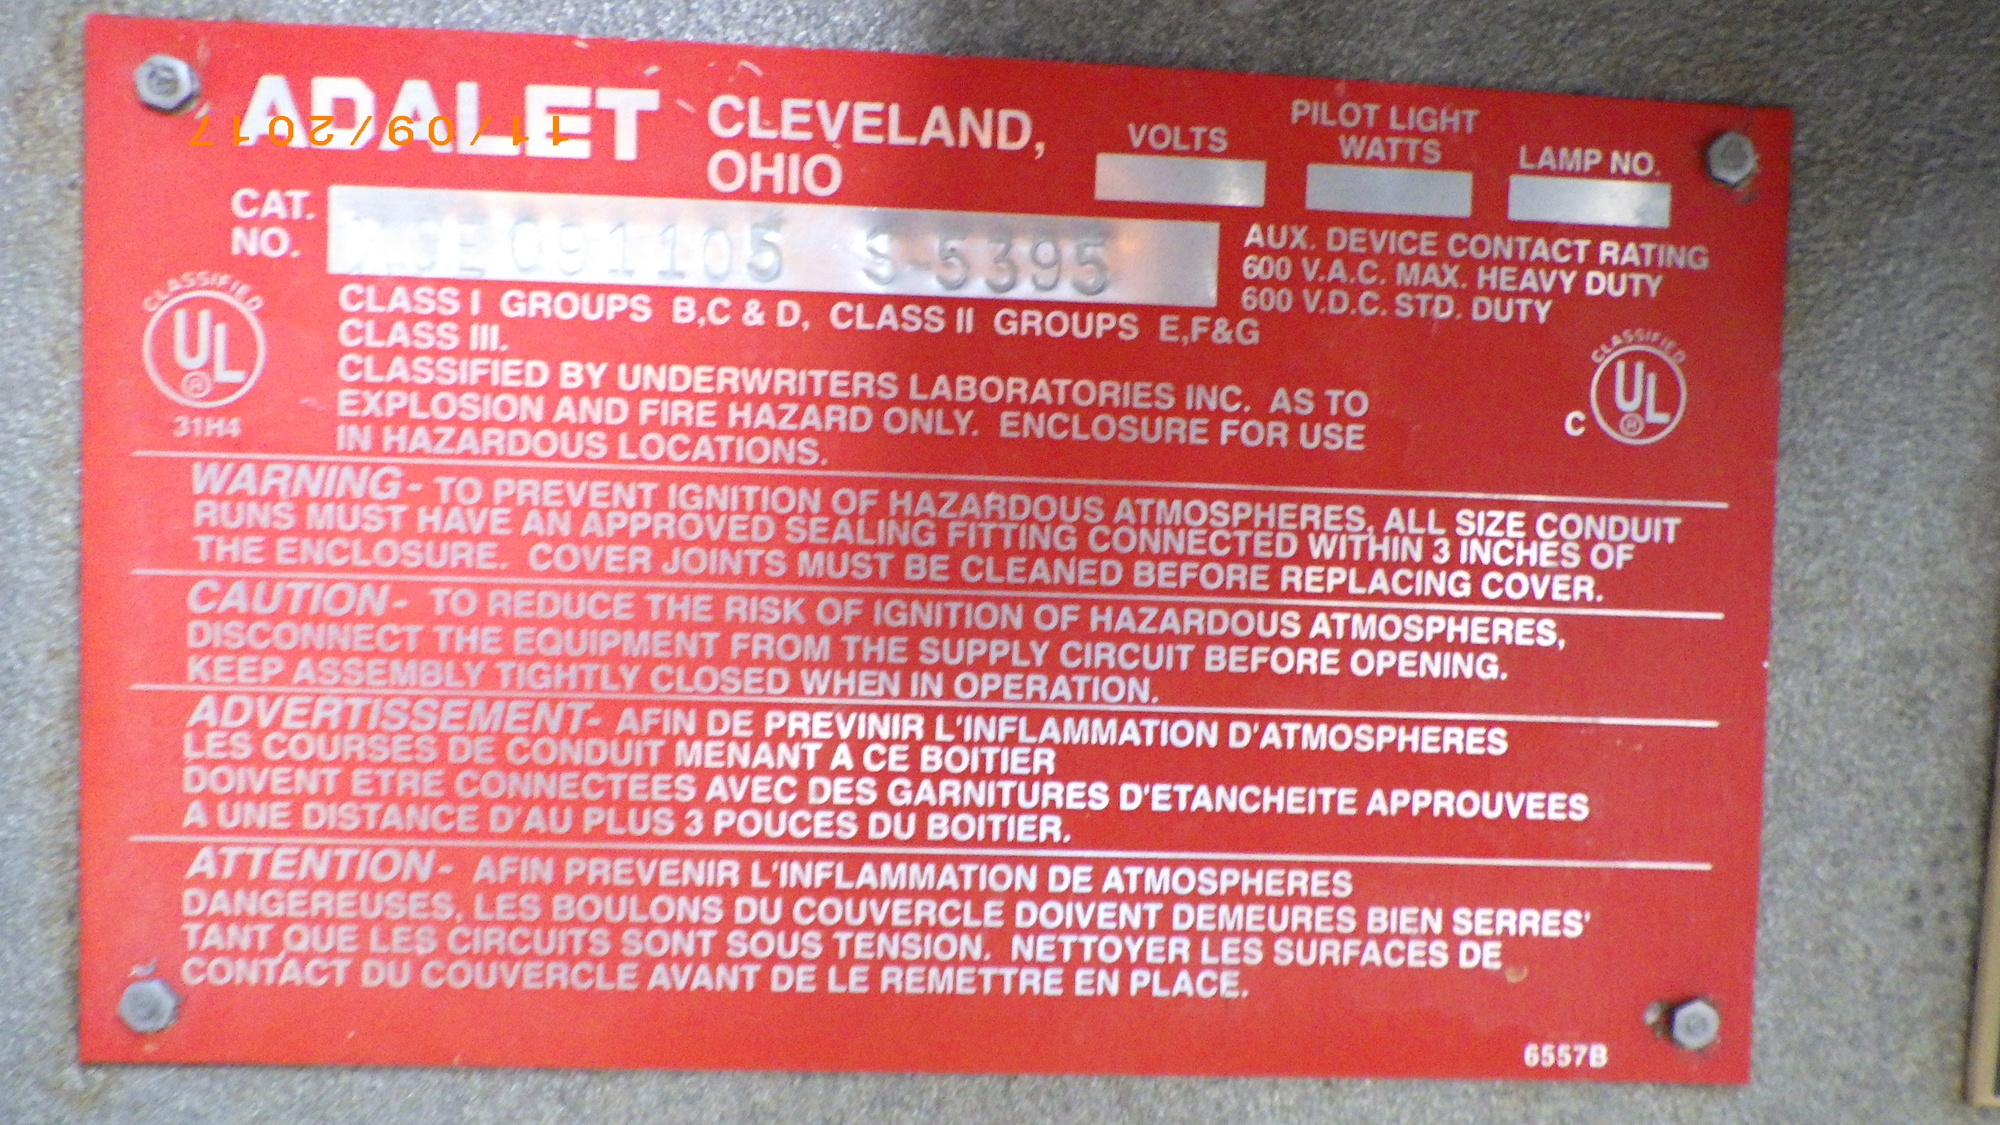 ADALET CLEVELAND,
OHIO
11/09/2017
VOLTS
PILOT LIGHT
WATTS
LAMP NO.
CAT.
NO.
091105 S-5395
AUX. DEVICE CONTACT RATING
600 V.A.C. MAX. HEAVY DUTY
600 V.D.C. STD. DUTY
CLASSIFIED
UL
®
31H4
CLASS I GROUPS B,C & D, CLASS II GROUPS E,F&G
CLASS III.
CLASSIFIED BY UNDERWRITERS LABORATORIES INC. AS TO
EXPLOSION AND FIRE HAZARD ONLY. ENCLOSURE FOR USE
IN HAZARDOUS LOCATIONS.
CLASSIFIED
C UL
®
WARNING- TO PREVENT IGNITION OF HAZARDOUS ATMOSPHERES, ALL SIZE CONDUIT
RUNS MUST HAVE AN APPROVED SEALING FITTING CONNECTED WITHIN 3 INCHES OF
THE ENCLOSURE. COVER JOINTS MUST BE CLEANED BEFORE REPLACING COVER.
CAUTION- TO REDUCE THE RISK OF IGNITION OF HAZARDOUS ATMOSPHERES,
DISCONNECT THE EQUIPMENT FROM THE SUPPLY CIRCUIT BEFORE OPENING.
KEEP ASSEMBLY TIGHTLY CLOSED WHEN IN OPERATION.
ADVERTISSEMENT- AFIN DE PREVINIR L'INFLAMMATION D'ATMOSPHERES
LES COURSES DE CONDUIT MENANT A CE BOITIER
DOIVENT ETRE CONNECTEES AVEC DES GARNITURES D'ETANCHEITE APPROUVEES
A UNE DISTANCE D'AU PLUS 3 POUCES DU BOITIER.
ATTENTION- AFIN PREVENIR L'INFLAMMATION DE ATMOSPHERES
DANGEREUSES, LES BOULONS DU COUVERCLE DOIVENT DEMEURES BIEN SERRES'
TANT QUE LES CIRCUITS SONT SOUS TENSION. NETTOYER LES SURFACES DE
CONTACT DU COUVERCLE AVANT DE LE REMETTRE EN PLACE.
6557B